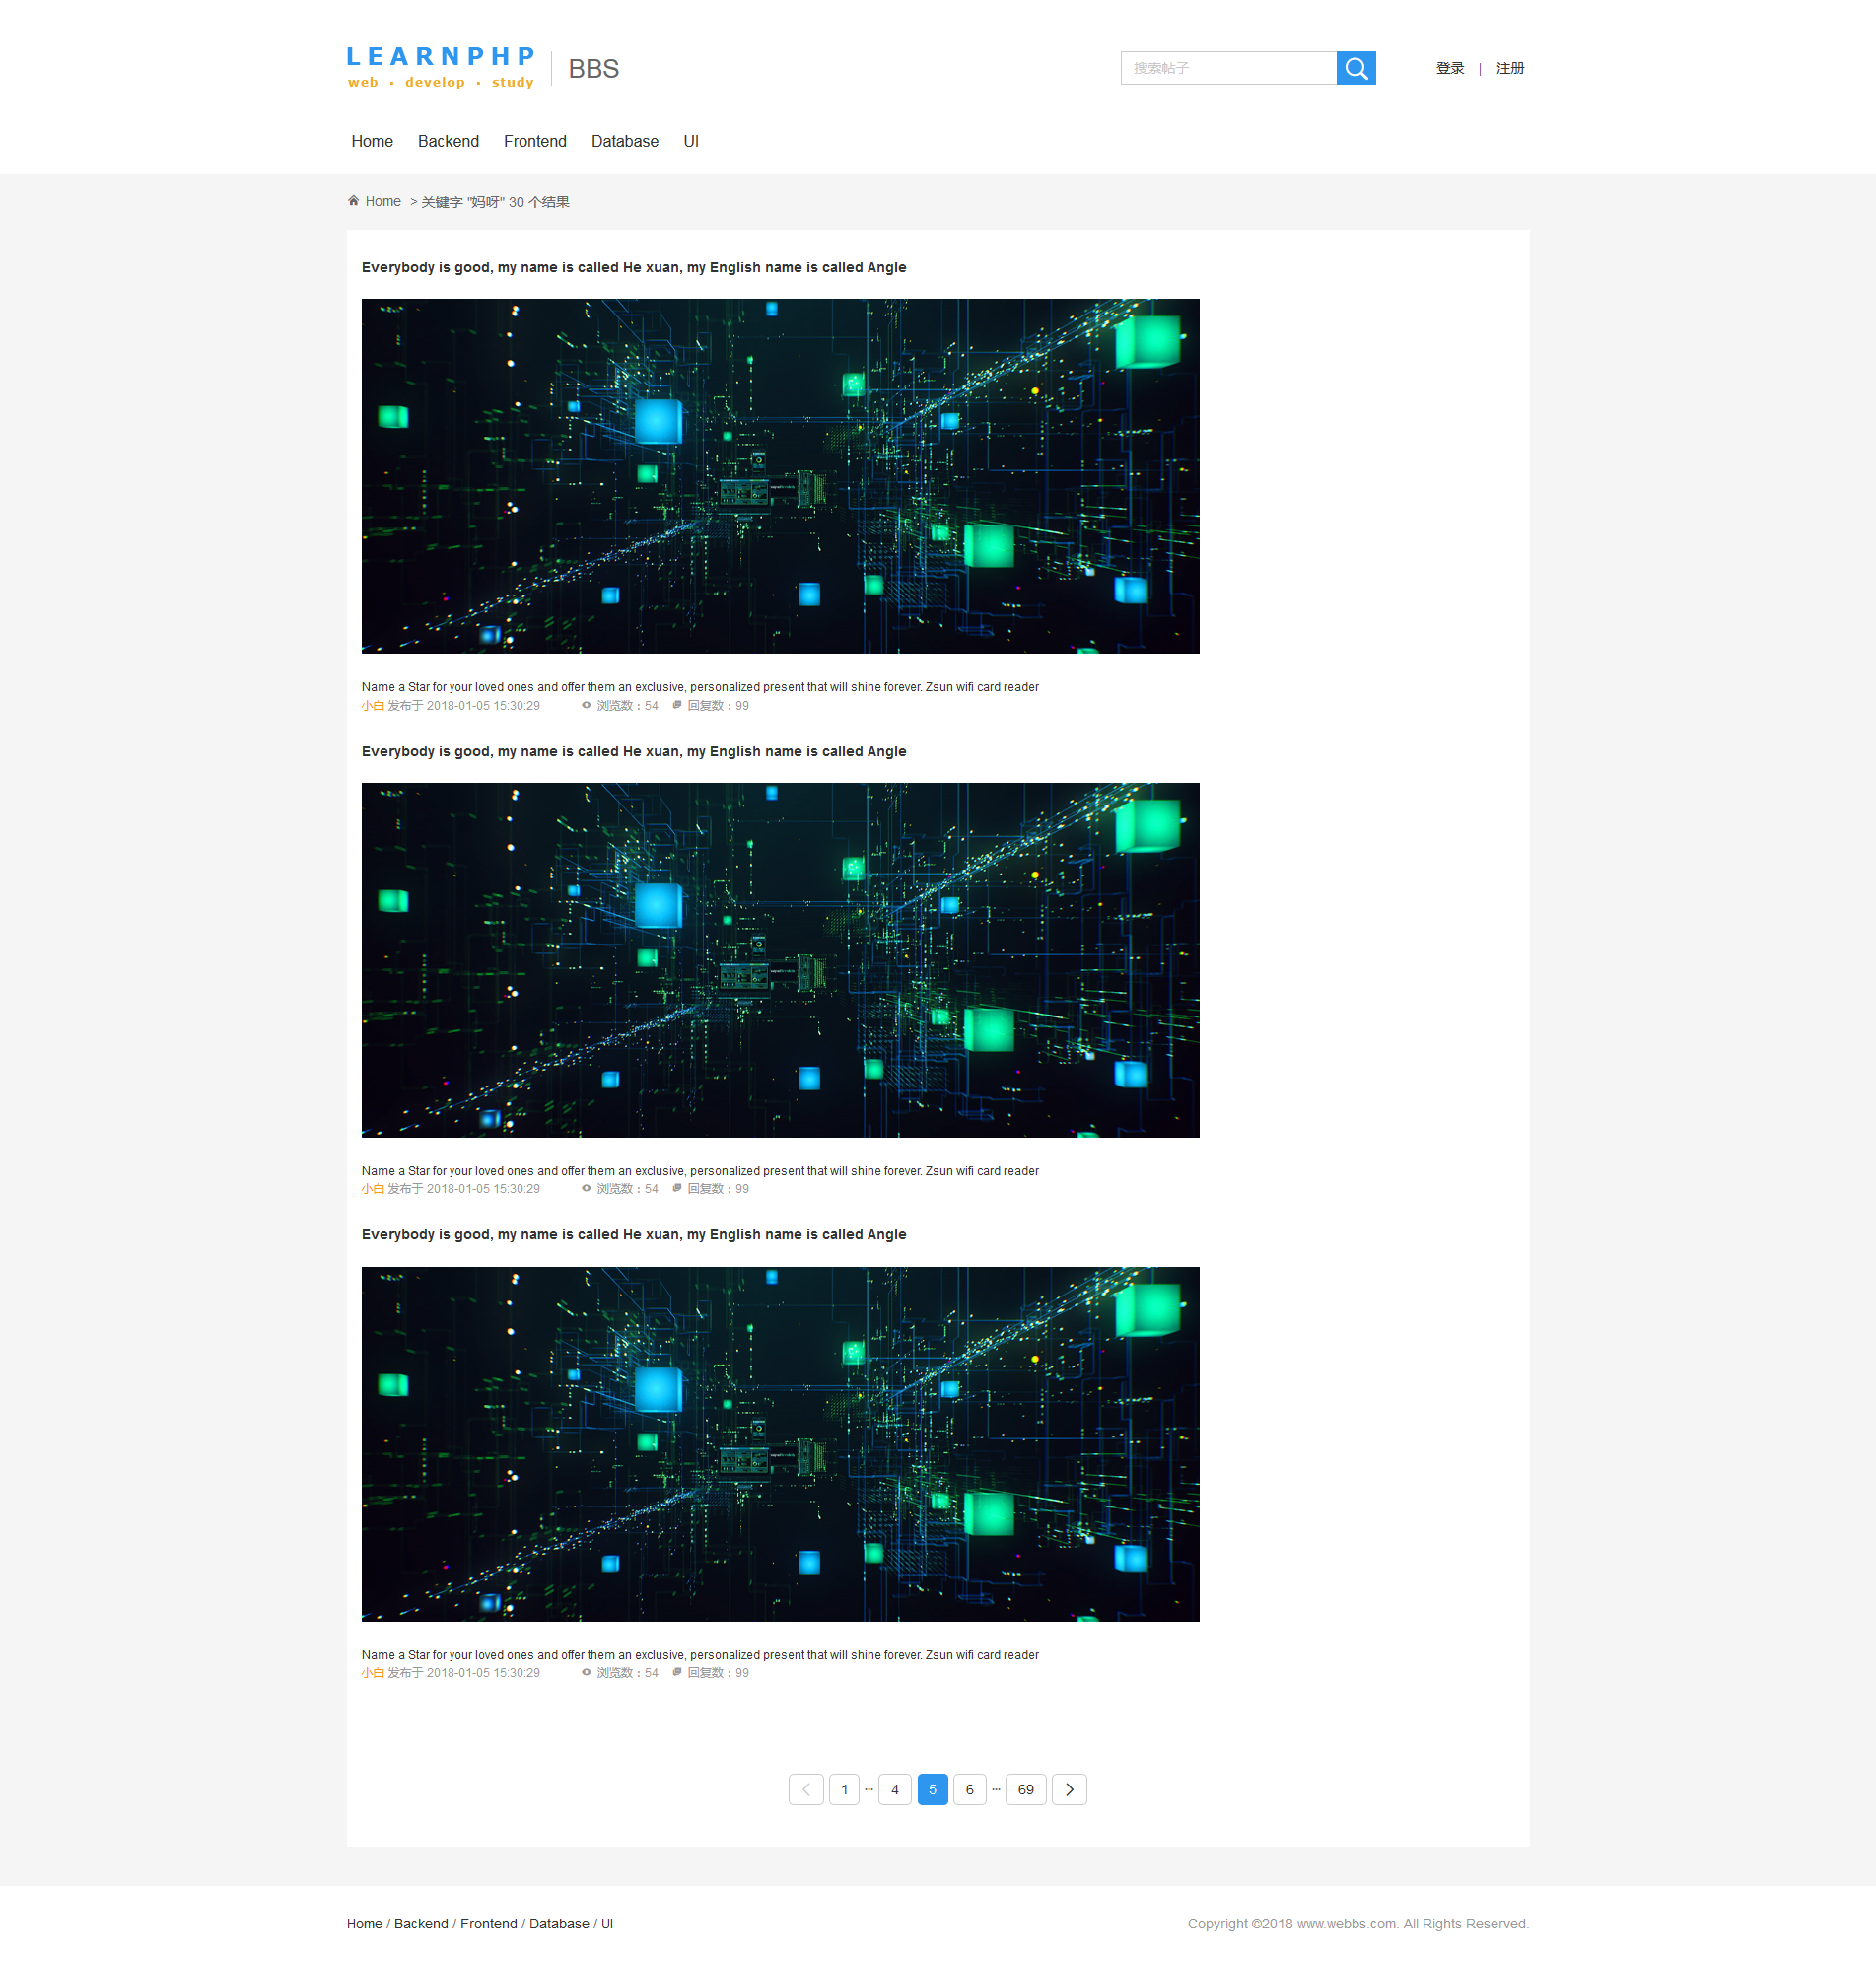 LEARNPHP
web · develop · study
BBS
搜索帖子
登录 | 注册
Home Backend Frontend Database UI
Home > 关键字 "妈呀" 30 个结果
Everybody is good, my name is called He xuan, my English name is called Angle
Name a Star for your loved ones and offer them an exclusive, personalized present that will shine forever. Zsun wifi card reader
小白 发布于 2018-01-05 15:30:29 浏览数：54 回复数：99
Everybody is good, my name is called He xuan, my English name is called Angle
Name a Star for your loved ones and offer them an exclusive, personalized present that will shine forever. Zsun wifi card reader
小白 发布于 2018-01-05 15:30:29 浏览数：54 回复数：99
Everybody is good, my name is called He xuan, my English name is called Angle
Name a Star for your loved ones and offer them an exclusive, personalized present that will shine forever. Zsun wifi card reader
小白 发布于 2018-01-05 15:30:29 浏览数：54 回复数：99
1 ··· 4 5 6 ··· 69
Home / Backend / Frontend / Database / UI
Copyright ©2018 www.webbs.com. All Rights Reserved.